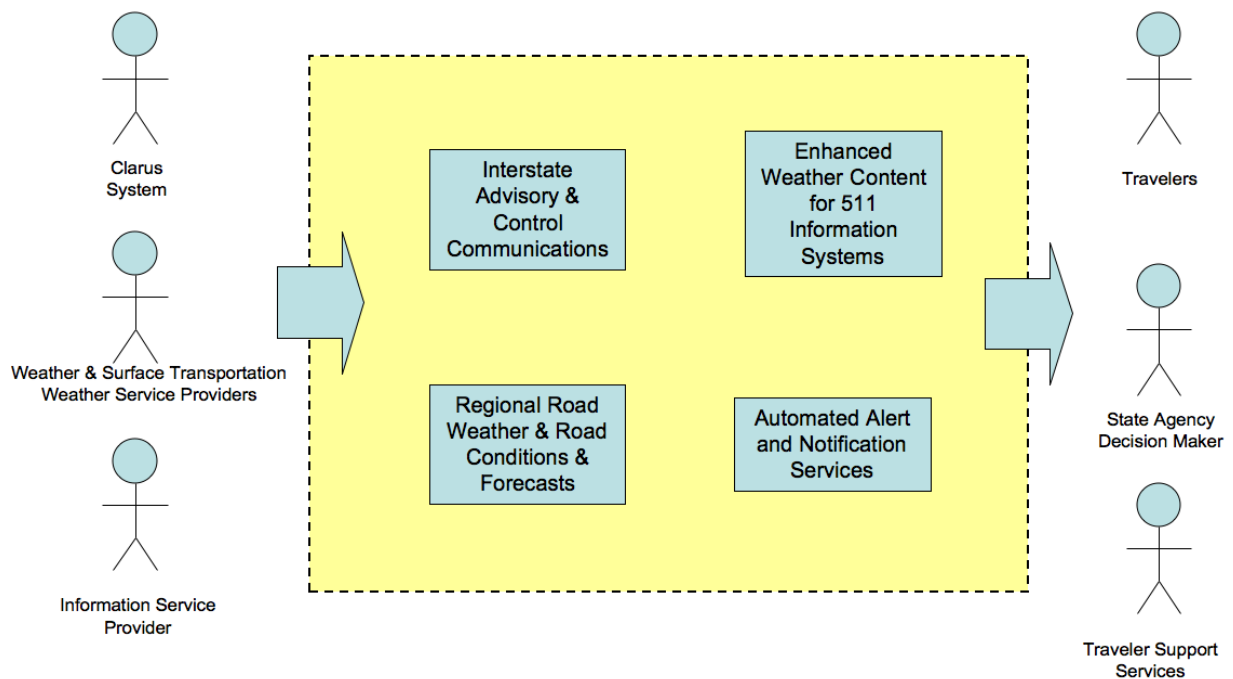 Clarus
System
Weather & Surface Transportation
Weather Service Providers
Information Service
Provider
Interstate
Advisory &
Control
Communications
Enhanced
Weather Content
for 511
Information
Systems
Regional Road
Weather & Road
Conditions &
Forecasts
Automated Alert
and Notification
Services
Travelers
State Agency
Decision Maker
Traveler Support
Services